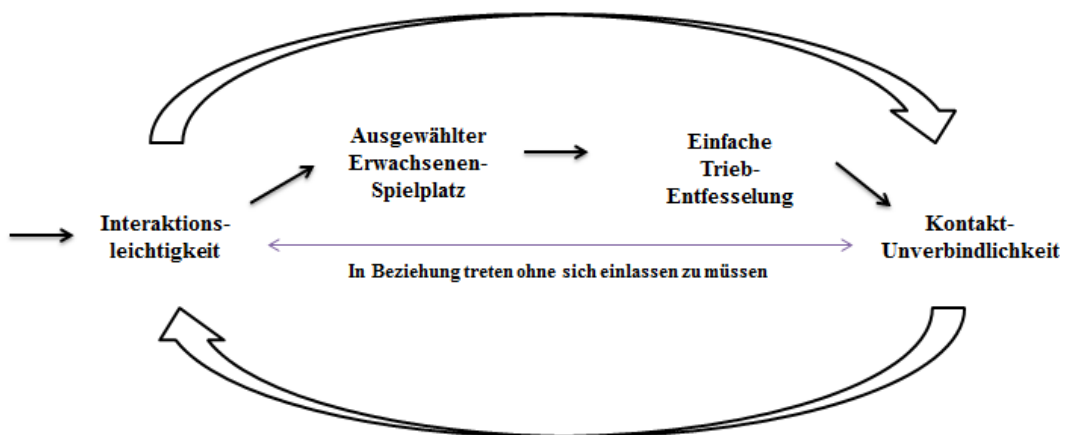 Interaktions-
leichtigkeit
Ausgewählter
Erwachsenen-
Spielplatz
Einfache
Trieb-
Entfesselung
Kontakt-
Unverbindlichkeit
In Beziehung treten ohne sich einlassen zu müssen